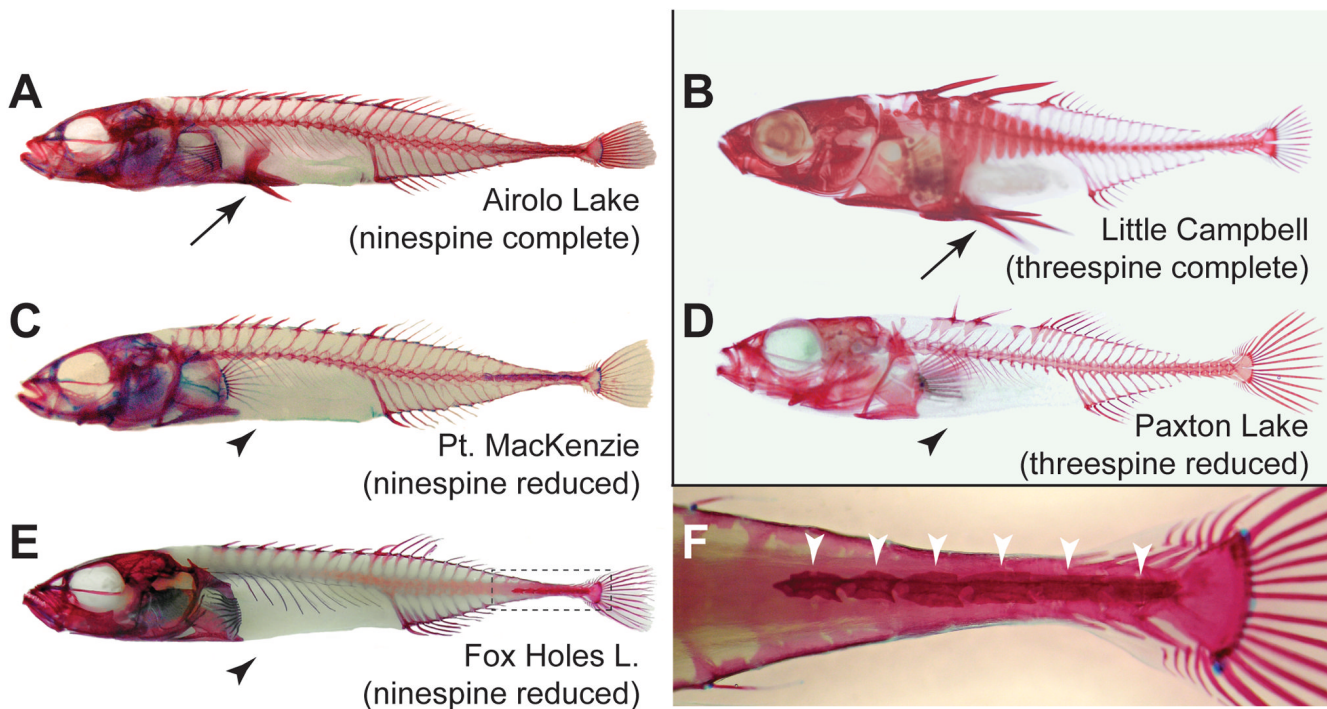 A
Airolo Lake
(ninespine complete)
B
Little Campbell
(threespine complete)
C
Pt. MacKenzie
(ninespine reduced)
D
Paxton Lake
(threespine reduced)
E
Fox Holes L.
(ninespine reduced)
F